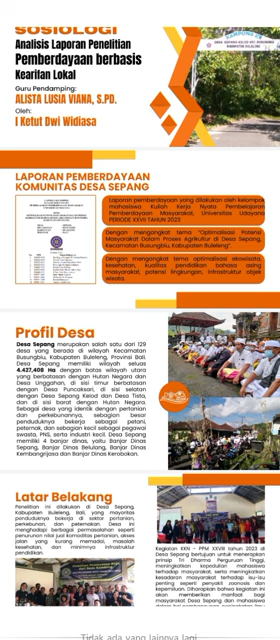 SOSIOLOGI
Analisis Laporan Penelitian
Pemberdayaan berbasis
Kearifan Lokal
Guru Pendamping:
ALISTA LUSIA VIANA, S.PD.
Oleh:
I Ketut Dwi Widiasa
LAPORAN PEMBERDAYAAN
KOMUNITAS DESA SEPANG
Laporan pemberdayaan yang dilakukan oleh kelompok
mahasiswa Kuliah Kerja Nyata Pembelajaran
Pemberdayaan Masyarakat, Universitas Udayana
PERIODE XXVII TAHUN 2023
Dengan mengangkat tema "Optimalisasi Potensi
Masyarakat Dalam Proses Agrikultur di Desa Sepang,
Kecamatan Busungbiu, Kabupaten Buleleng".
Dengan mengangkat tema optimalisasi ekowisata,
kesehatan, kualitas pendidikan bahasa asing
masyarakat, potensi lingkungan, infrastruktur objek
wisata.
Profil Desa
Desa Sepang merupakan salah satu dari 129
desa yang berada di wilayah Kecamatan
Busungbiu, Kabupaten Buleleng, Provinsi Bali.
Desa Sepang memiliki wilayah seluas
4.427,408 Ha dengan batas wilayah utara
yang berbatasan dengan Hutan Negara dan
Desa Unggahan, di sisi timur berbatasan
dengan Desa Puncaksari, di sisi selatan
dengan Desa Sepang Kelod dan Desa Tista,
dan di sisi barat dengan Hutan Negara.
Sebagai desa yang identik dengan pertanian
dan perkebunannya, sebagian besar
penduduknya bekerja sebagai petani,
peternak, dan sebagian kecil sebagai pegawai
swasta, PNS, serta industri kecil. Desa Sepang
memiliki 4 banjar dinas, yaitu Banjar Dinas
Sepang, Banjar Dinas Belulang, Banjar Dinas
Kembangrijasa dan Banjar Dinas Kembang.
Latar Belakang
Penelitian ini dilakukan di Desa Sepang,
Kabupaten Buleleng, Bali, yang mayoritas
penduduknya bekerja di sektor pertanian,
perkebunan, dan peternakan. Desa ini
menghadapi berbagai permasalahan seperti
penurunan nilai jual komoditas pertanian, akses
jalan yang kurang memadai, masalah
kesehatan, dan minimnya infrastruktur
pendidikan.
Kegiatan KKN - PPM XXVIII tahun 2023 di
Desa Sepang bertujuan untuk menerapkan
prinsip Tri Dharma Perguruan Tinggi,
meningkatkan kepedulian mahasiswa
terhadap masyarakat, serta meningkatkan
kesadaran masyarakat terhadap isu-isu
penting seperti penyakit zoonosis dan
kepemimpinan. Diharapkan bahwa kegiatan ini
akan memberikan manfaat bagi
masyarakat Desa Sepang dan mahasiswa
Tidak ada yang lainnya lagi